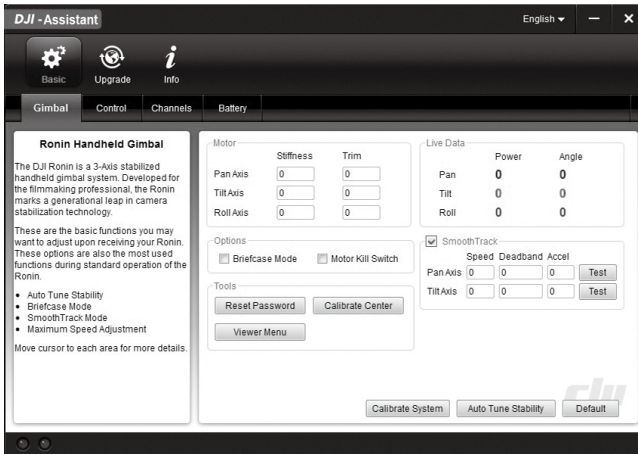 DJI - Assistant
English
Basic
Upgrade
Info
Gimbal Control Channels Battery
Ronin Handheld Gimbal
The DJI Ronin is a 3-Axis stabilized
handheld gimbal system. Developed for
the filmmaking professional, the Ronin
marks a generational leap in camera
stabilization technology.
These are the basic functions you may
want to adjust upon receiving your Ronin.
These options are also the most used
functions during standard operation of the
Ronin.
• Auto Tune Stability
• Briefcase Mode
• SmoothTrack Mode
• Maximum Speed Adjustment
Move cursor to each area for more details.
Motor
Stiffness Trim
Pan Axis 0 0
Tilt Axis 0 0
Roll Axis 0 0
Options
Briefcase Mode Motor Kill Switch
Tools
Reset Password Calibrate Center
Viewer Menu
Live Data
Power Angle
Pan 0 0
Tilt 0 0
Roll 0 0
SmoothTrack
Speed Deadband Accel
Pan Axis 0 0 0 Test
Tilt Axis 0 0 0 Test
dji
Calibrate System Auto Tune Stability Default